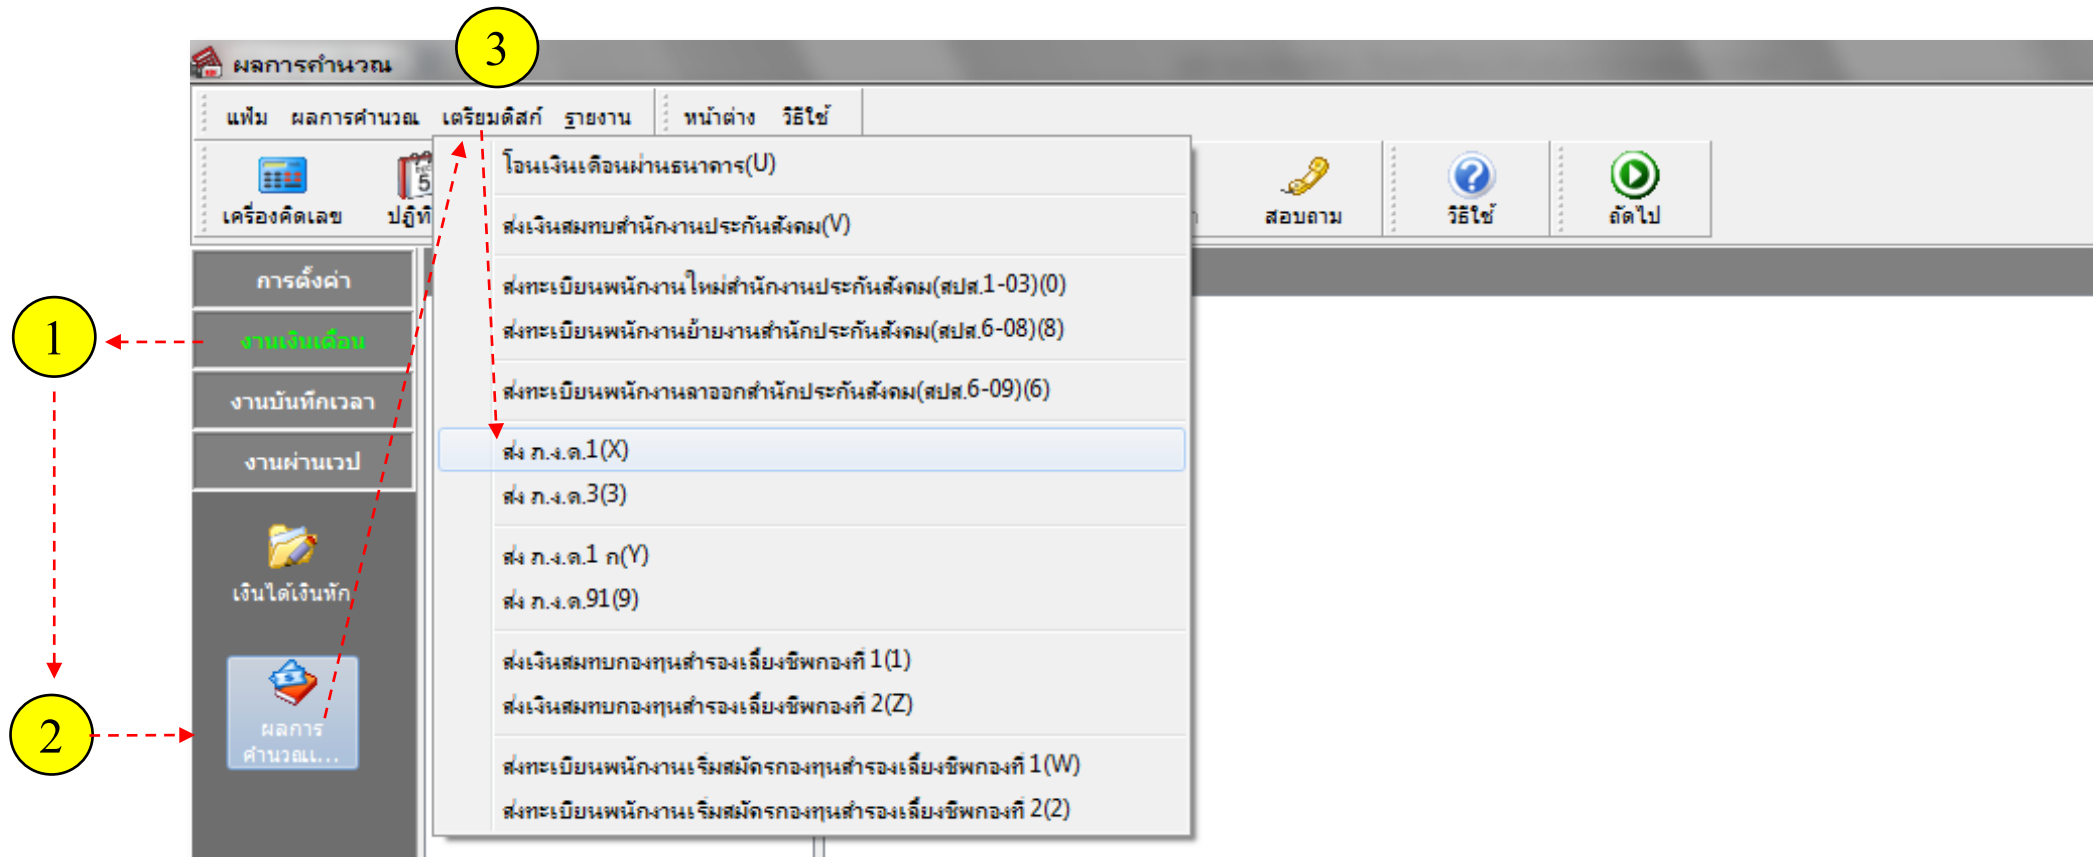 3
ผลการคำนวณ
แฟ้ม ผลการคำนวณ เตรียมดิสก์ รายงาน หน้าต่าง วิธีใช้
เครื่องคิดเลข
สอบถาม วิธีใช้ ถัดไป
โอนเงินเดือนผ่านธนาคาร(U)
ส่งเงินสมทบสำนักงานประกันสังคม(V)
ส่งทะเบียนพนักงานใหม่สำนักงานประกันสังคม(สปส.1-03)(0)
ส่งทะเบียนพนักงานย้ายงานสำนักประกันสังคม(สปส.6-08)(8)
ส่งทะเบียนพนักงานลาออกสำนักประกันสังคม(สปส.6-09)(6)
ส่ง ภ.ง.ด.1(X)
ส่ง ภ.ง.ด.3(3)
ส่ง ภ.ง.ด.1 ก(Y)
ส่ง ภ.ง.ด.91(9)
ส่งเงินสมทบกองทุนสำรองเลี้ยงชีพกองที่ 1(1)
ส่งเงินสมทบกองทุนสำรองเลี้ยงชีพกองที่ 2(Z)
ส่งทะเบียนพนักงานเริ่มสมัครกองทุนสำรองเลี้ยงชีพกองที่ 1(W)
ส่งทะเบียนพนักงานเริ่มสมัครกองทุนสำรองเลี้ยงชีพกองที่ 2(2)
การตั้งค่า
1
งานเงินเดือน
งานบันทึกเวลา
งานผ่านเวป
เงินได้เงินหัก
2
ผลการ
คำนวณเ...